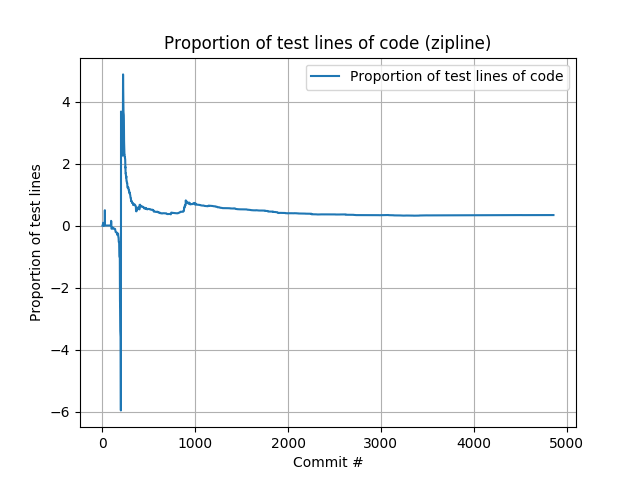 Proportion of test lines of code (zipline)
Proportion of test lines of code
4
2
0
−2
−4
−6
Proportion of test lines
0 1000 2000 3000 4000 5000
Commit #